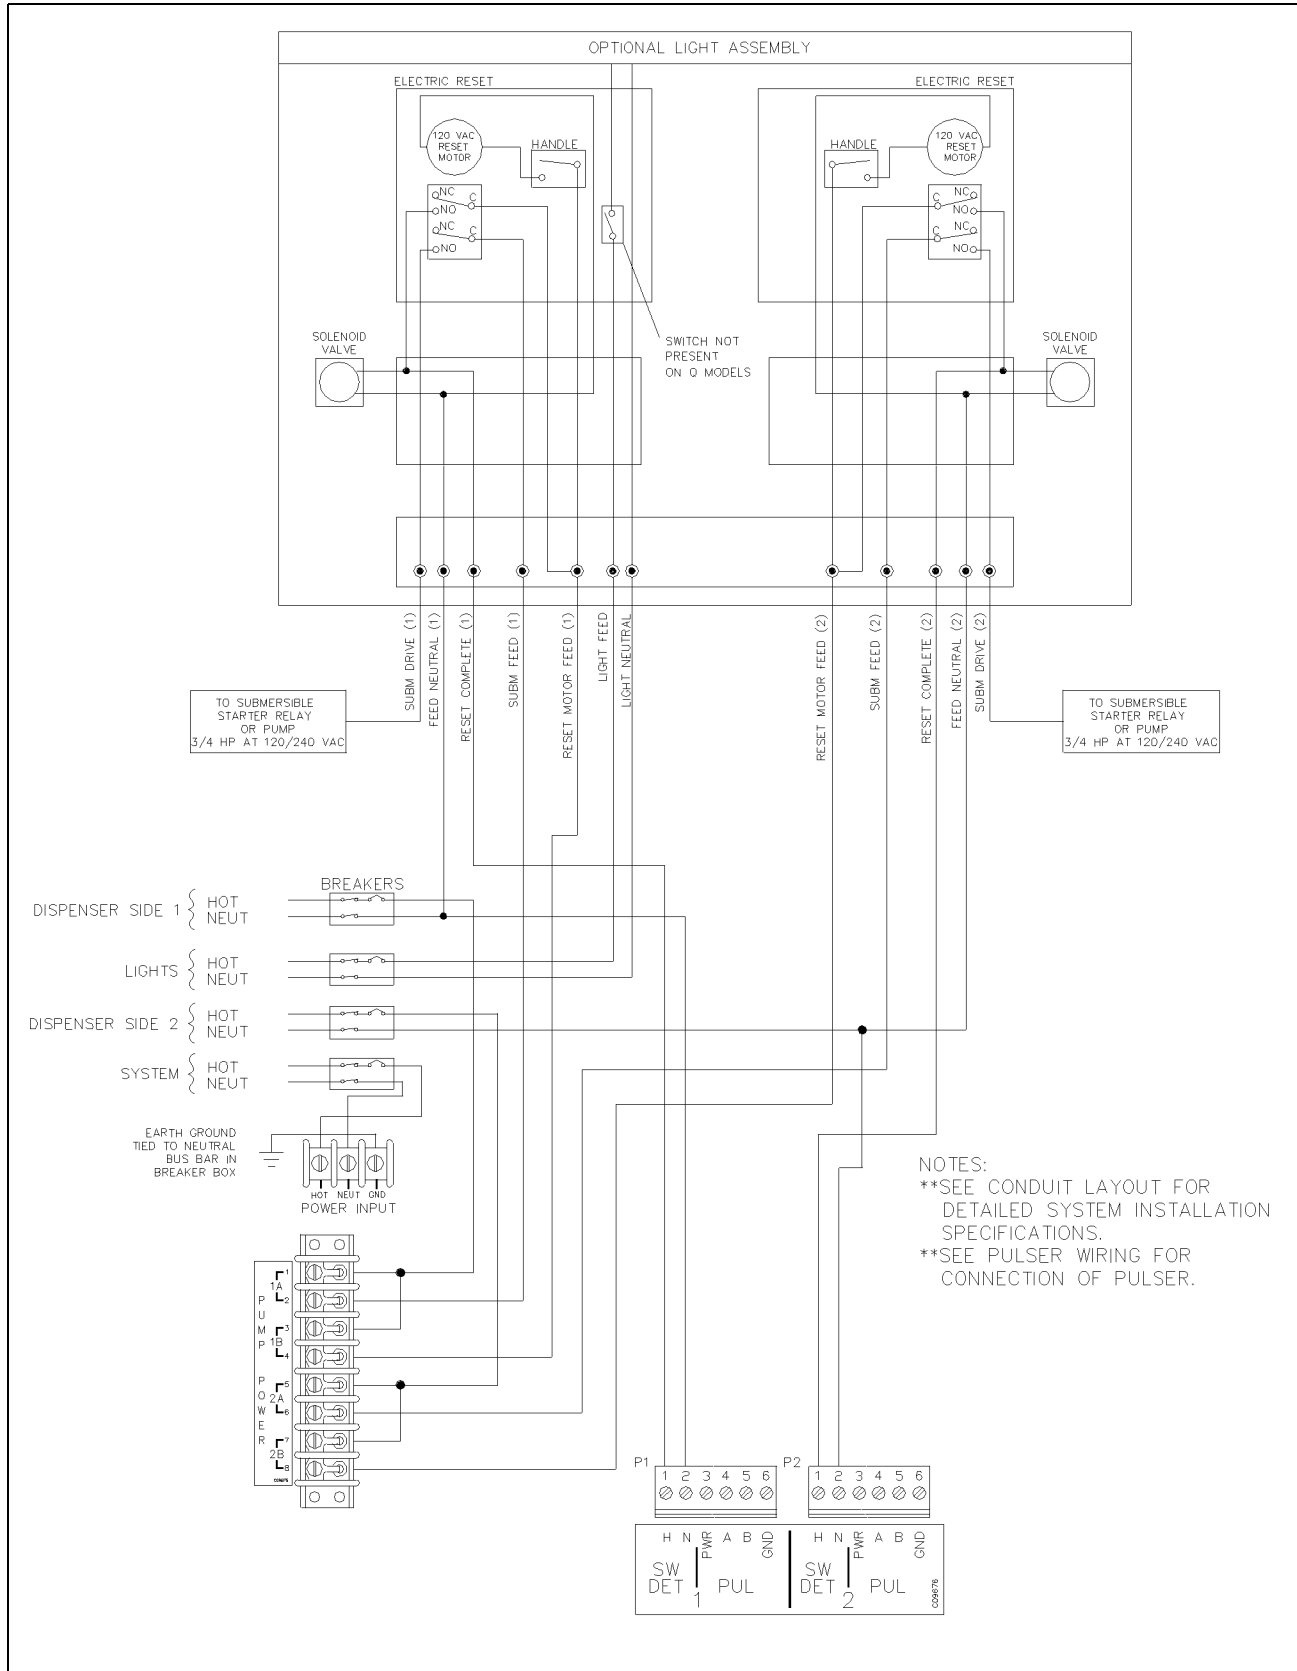 OPTIONAL LIGHT ASSEMBLY
ELECTRIC RESET
ELECTRIC RESET
120 VAC
RESET
MOTOR
HANDLE
HANDLE
120 VAC
RESET
MOTOR
NC
C
NO
NC
C
NO
C
NC
NO
C
NC
NO
SOLENOID
VALVE
SWITCH NOT
PRESENT
ON Q MODELS
SOLENOID
VALVE
SUBM DRIVE (1)
FEED NEUTRAL (1)
RESET COMPLETE (1)
SUBM FEED (1)
RESET MOTOR FEED (1)
LIGHT FEED
LIGHT NEUTRAL
RESET MOTOR FEED (2)
SUBM FEED (2)
RESET COMPLETE (2)
FEED NEUTRAL (2)
SUBM DRIVE (2)
TO SUBMERSIBLE
STARTER RELAY
OR PUMP
3/4 HP AT 120/240 VAC
TO SUBMERSIBLE
STARTER RELAY
OR PUMP
3/4 HP AT 120/240 VAC
BREAKERS
DISPENSER SIDE 1
HOT
NEUT
LIGHTS
HOT
NEUT
DISPENSER SIDE 2
HOT
NEUT
SYSTEM
HOT
NEUT
EARTH GROUND
TIED TO NEUTRAL
BUS BAR IN
BREAKER BOX
HOT NEUT GND
POWER INPUT
NOTES:
**SEE CONDUIT LAYOUT FOR
DETAILED SYSTEM INSTALLATION
SPECIFICATIONS.
**SEE PULSER WIRING FOR
CONNECTION OF PULSER.
PUMP POWER
1
1A
2
3
1B
4
5
2A
6
7
2B
8
P1
1 2 3 4 5 6
P2
1 2 3 4 5 6
H N PWR A B GND
SW
DET
1
PUL
H N PWR A B GND
SW
DET
2
PUL
C09676